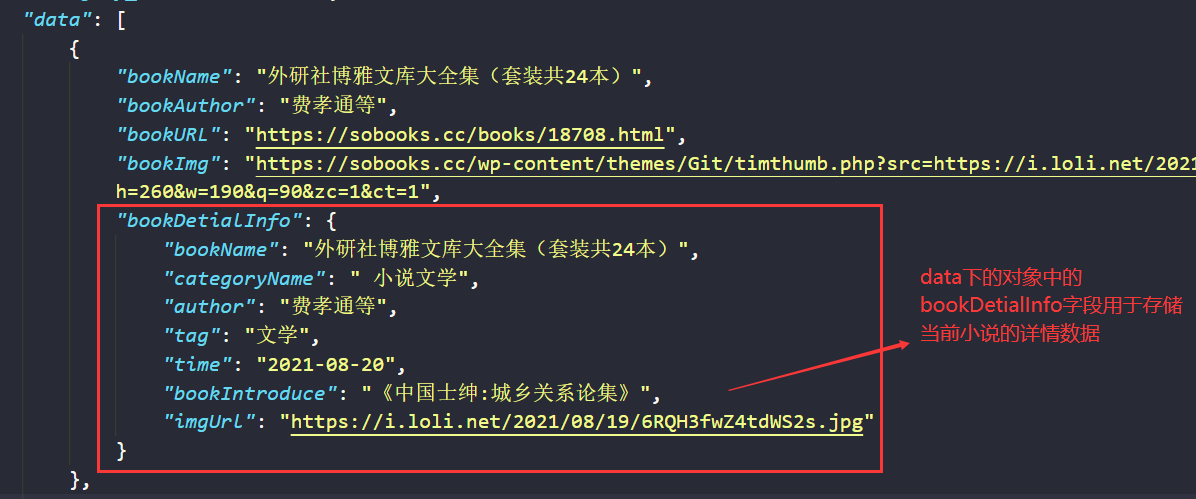 "data": [
{
"bookName": "外研社博雅文库大全集（套装共24本）",
"bookAuthor": "费孝通等",
"bookURL": "https://sobooks.cc/books/18708.html",
"bookImg": "https://sobooks.cc/wp-content/themes/Git/timthumb.php?src=https://i.loli.net/2021
h=260&w=190&q=90&zc=1&ct=1",
"bookDetialInfo": {
"bookName": "外研社博雅文库大全集（套装共24本）",
"categoryName": " 小说文学",
"author": "费孝通等",
"tag": "文学",
"time": "2021-08-20",
"bookIntroduce": "《中国士绅:城乡关系论集》",
"imgUrl": "https://i.loli.net/2021/08/19/6RQH3fwZ4tdWS2s.jpg"
}
},
data下的对象中的
bookDetialInfo字段用于存储
当前小说的详情数据